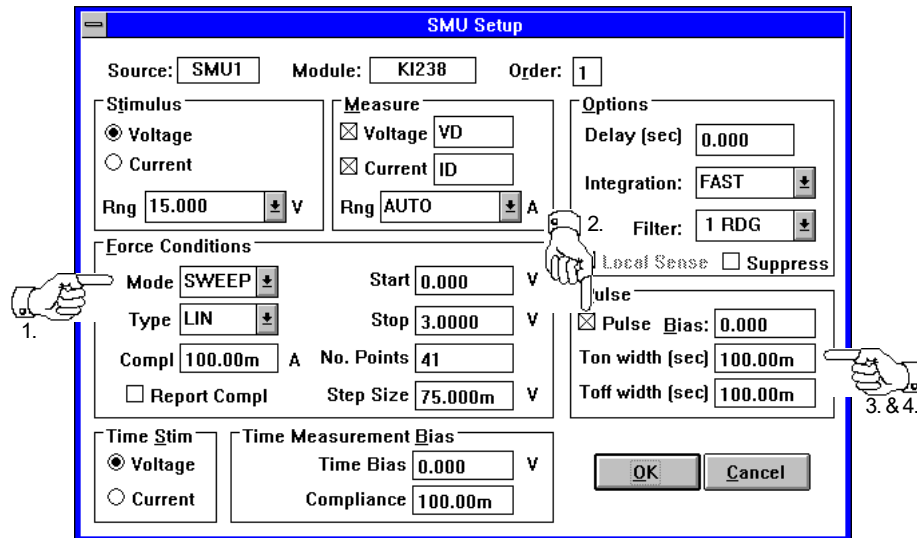 SMU Setup
Source: SMU1 Module: KI238 Order: 1
Stimulus
Voltage
Current
Rng 15.000 V
Measure
Voltage VD
Current ID
Rng AUTO A
Options
Delay (sec) 0.000
Integration: FAST
Filter: 1 RDG
Local Sense Suppress
Force Conditions
Mode SWEEP
Type LIN
Compl 100.00m A
Report Compl
Start 0.000 V
Stop 3.0000 V
No. Points 41
Step Size 75.000m V
ulse
Pulse Bias: 0.000
Ton width (sec) 100.00m
Toff width (sec) 100.00m
Time Stim
Voltage
Current
Time Measurement Bias
Time Bias 0.000 V
Compliance 100.00m
OK Cancel
1.
2.
3. & 4.